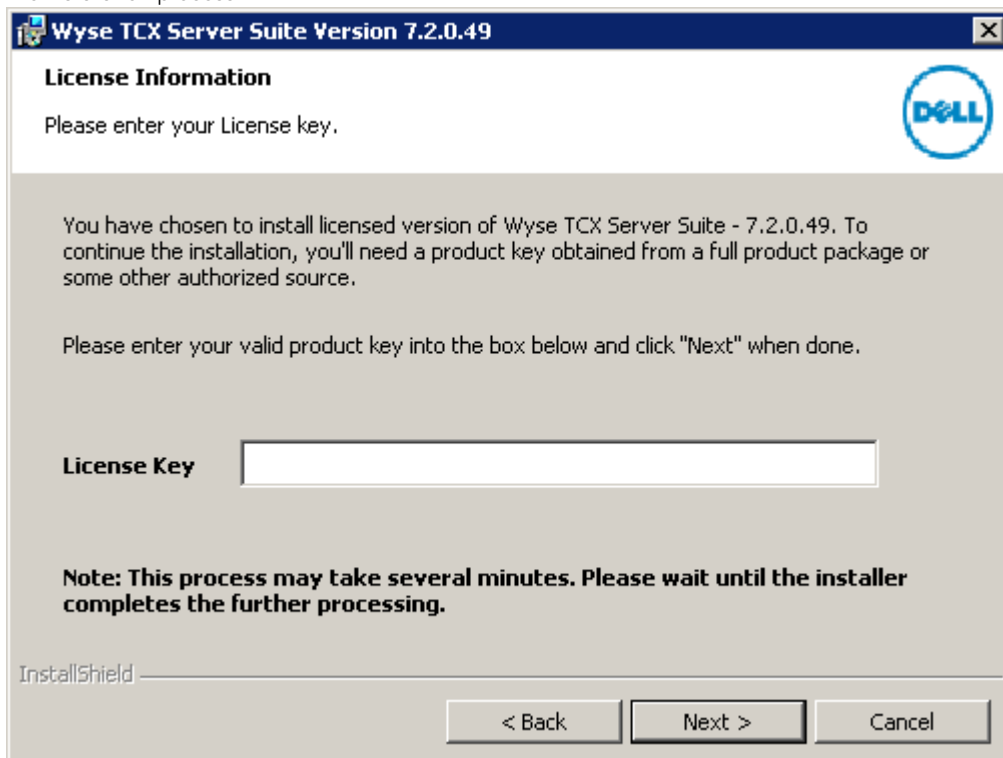 Wyse TCX Server Suite Version 7.2.0.49
License Information
Please enter your License key.
DELL
You have chosen to install licensed version of Wyse TCX Server Suite - 7.2.0.49. To
continue the installation, you'll need a product key obtained from a full product package or
some other authorized source.
Please enter your valid product key into the box below and click "Next" when done.
License Key
Note: This process may take several minutes. Please wait until the installer
completes the further processing.
InstallShield
< Back
Next >
Cancel